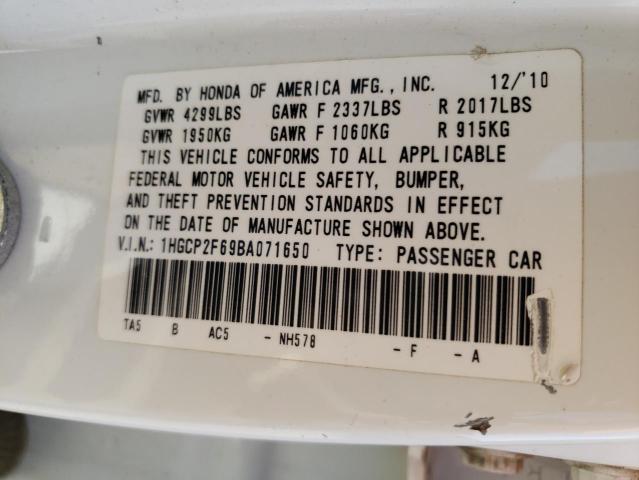 MFD. BY HONDA OF AMERICA MFG., INC. 12/'10
GVWR 4299LBS GAWR F 2337LBS R 2017LBS
GVWR 1950KG GAWR F 1060KG R 915KG
THIS VEHICLE CONFORMS TO ALL APPLICABLE
FEDERAL MOTOR VEHICLE SAFETY, BUMPER,
AND THEFT PREVENTION STANDARDS IN EFFECT
ON THE DATE OF MANUFACTURE SHOWN ABOVE.
V.I.N.: 1HGCP2F69BA071650 TYPE: PASSENGER CAR
TA5 B AC5 - NH578 - F - A